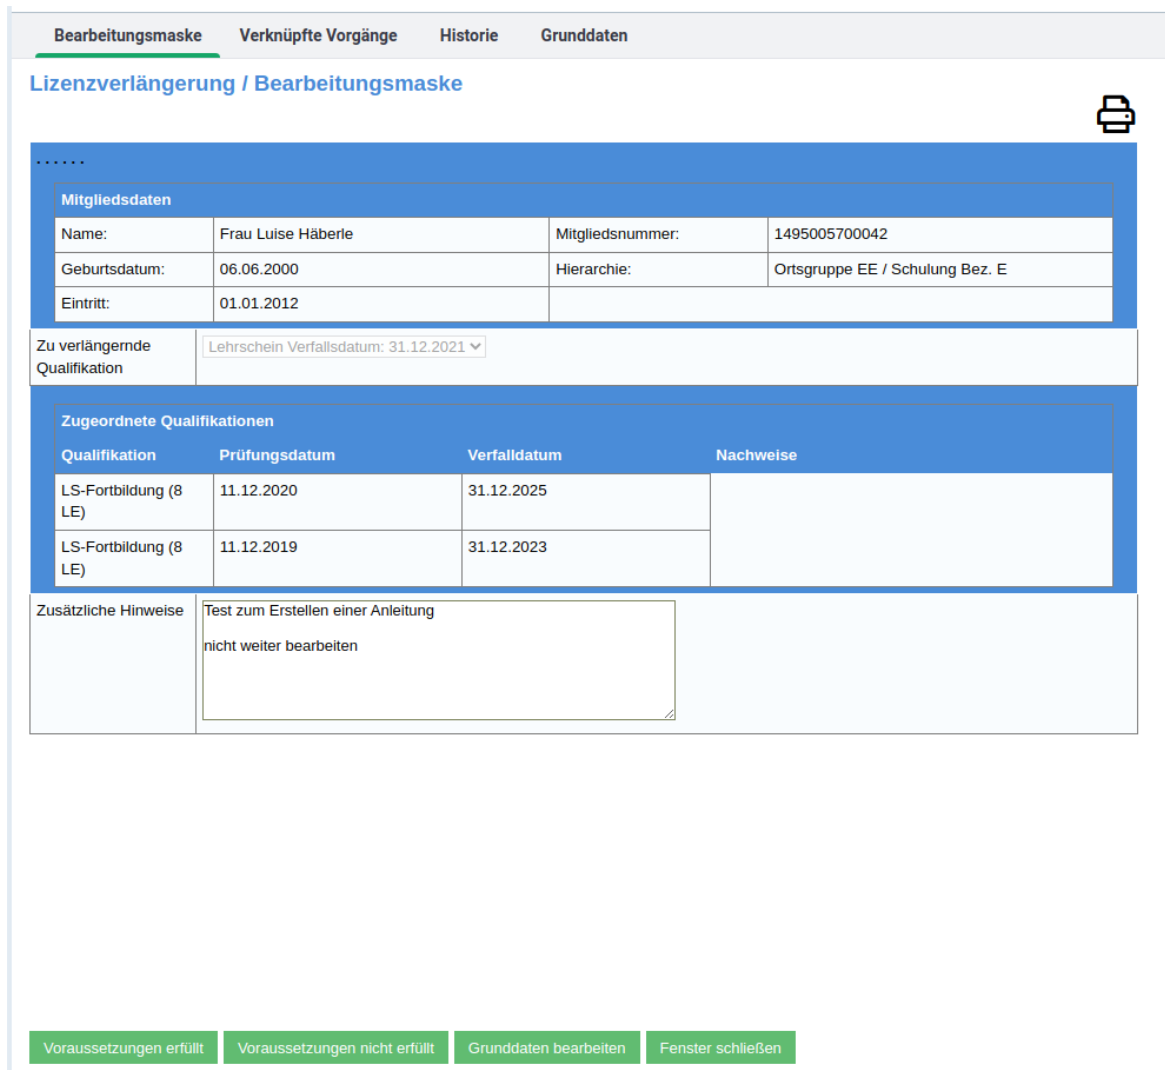 Bearbeitungsmaske Verknüpfte Vorgänge Historie Grunddaten
Lizenzverlängerung / Bearbeitungsmaske
......
Mitgliedsdaten
Name: Frau Luise Häberle Mitgliedsnummer: 1495005700042
Geburtsdatum: 06.06.2000 Hierarchie: Ortsgruppe EE / Schulung Bez. E
Eintritt: 01.01.2012
Zu verlängernde
Qualifikation
Lehrschein Verfallsdatum: 31.12.2021
Zugeordnete Qualifikationen
Qualifikation Prüfungsdatum Verfalldatum Nachweise
LS-Fortbildung (8
LE)
11.12.2020 31.12.2025
LS-Fortbildung (8
LE)
11.12.2019 31.12.2023
Zusätzliche Hinweise
Test zum Erstellen einer Anleitung
nicht weiter bearbeiten
Voraussetzungen erfüllt Voraussetzungen nicht erfüllt Grunddaten bearbeiten Fenster schließen